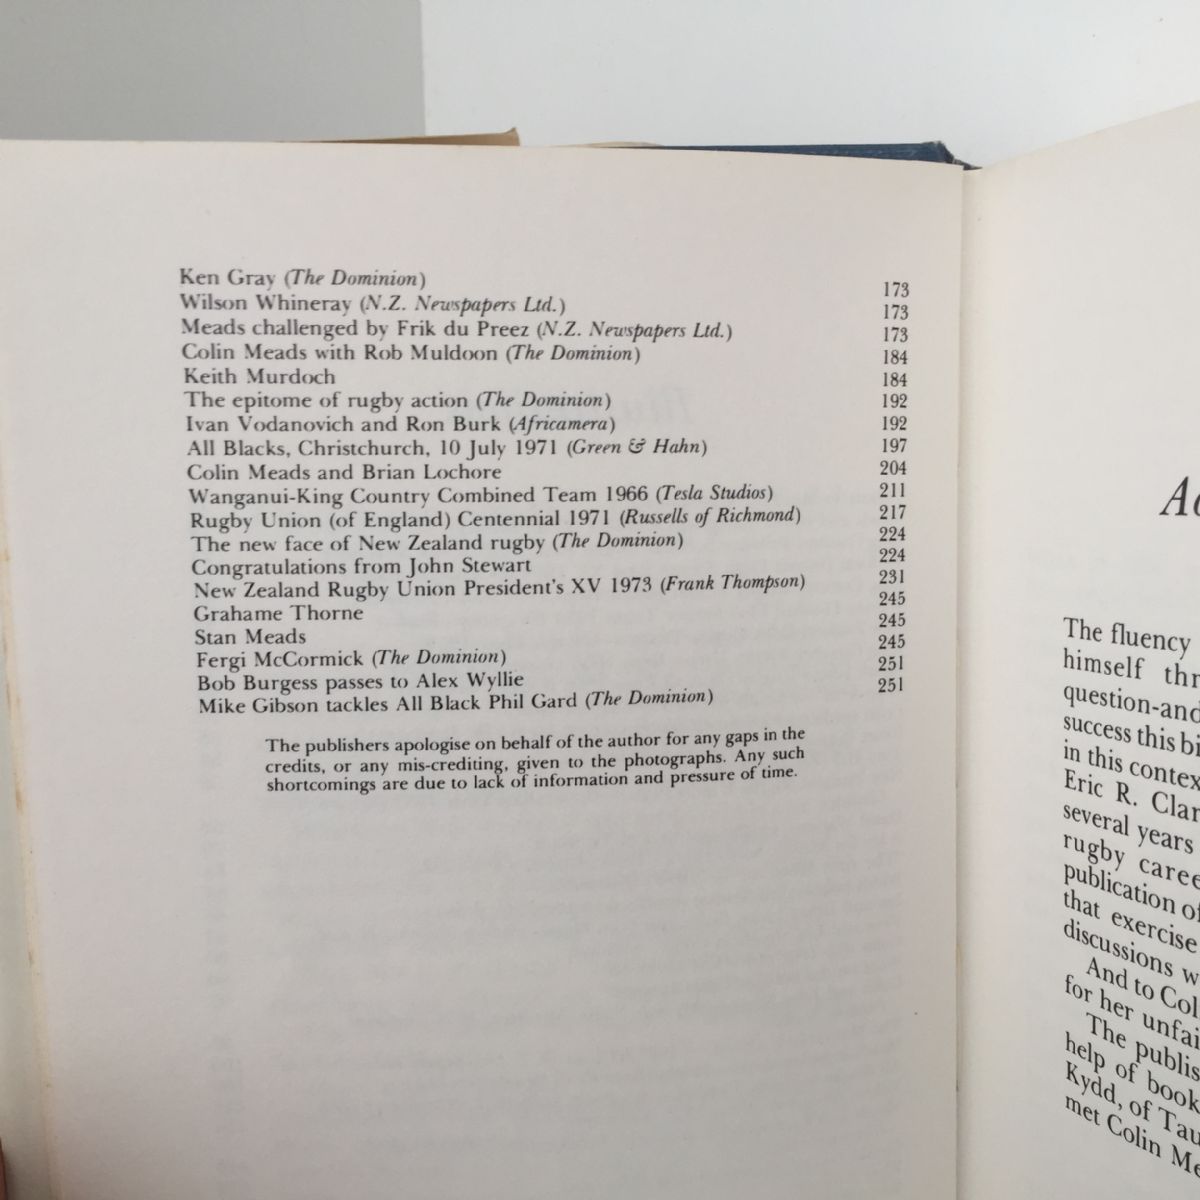 Ken Gray (The Dominion) 173
Wilson Whineray (N.Z. Newspapers Ltd.) 173
Meads challenged by Frik du Preez (N.Z. Newspapers Ltd.) 173
Colin Meads with Rob Muldoon (The Dominion) 184
Keith Murdoch 184
The epitome of rugby action (The Dominion) 192
Ivan Vodanovich and Ron Burk (Africamera) 192
All Blacks, Christchurch, 10 July 1971 (Green & Hahn) 197
Colin Meads and Brian Lochore 204
Wanganui-King Country Combined Team 1966 (Tesla Studios) 211
Rugby Union (of England) Centennial 1971 (Russells of Richmond) 217
The new face of New Zealand rugby (The Dominion) 224
Congratulations from John Stewart 224
New Zealand Rugby Union President's XV 1973 (Frank Thompson) 231
Grahame Thorne 245
Stan Meads 245
Fergi McCormick (The Dominion) 245
Bob Burgess passes to Alex Wyllie 251
Mike Gibson tackles All Black Phil Gard (The Dominion) 251
The publishers apologise on behalf of the author for any gaps in the
credits, or any mis-crediting, given to the photographs. Any such
shortcomings are due to lack of information and pressure of time.
The fluency
himself
question-and
success this
in this
Eric R.
several years
rugby
publication
that exercise
discussions
And to
for her
The
help of
Kydd, of
met Colin